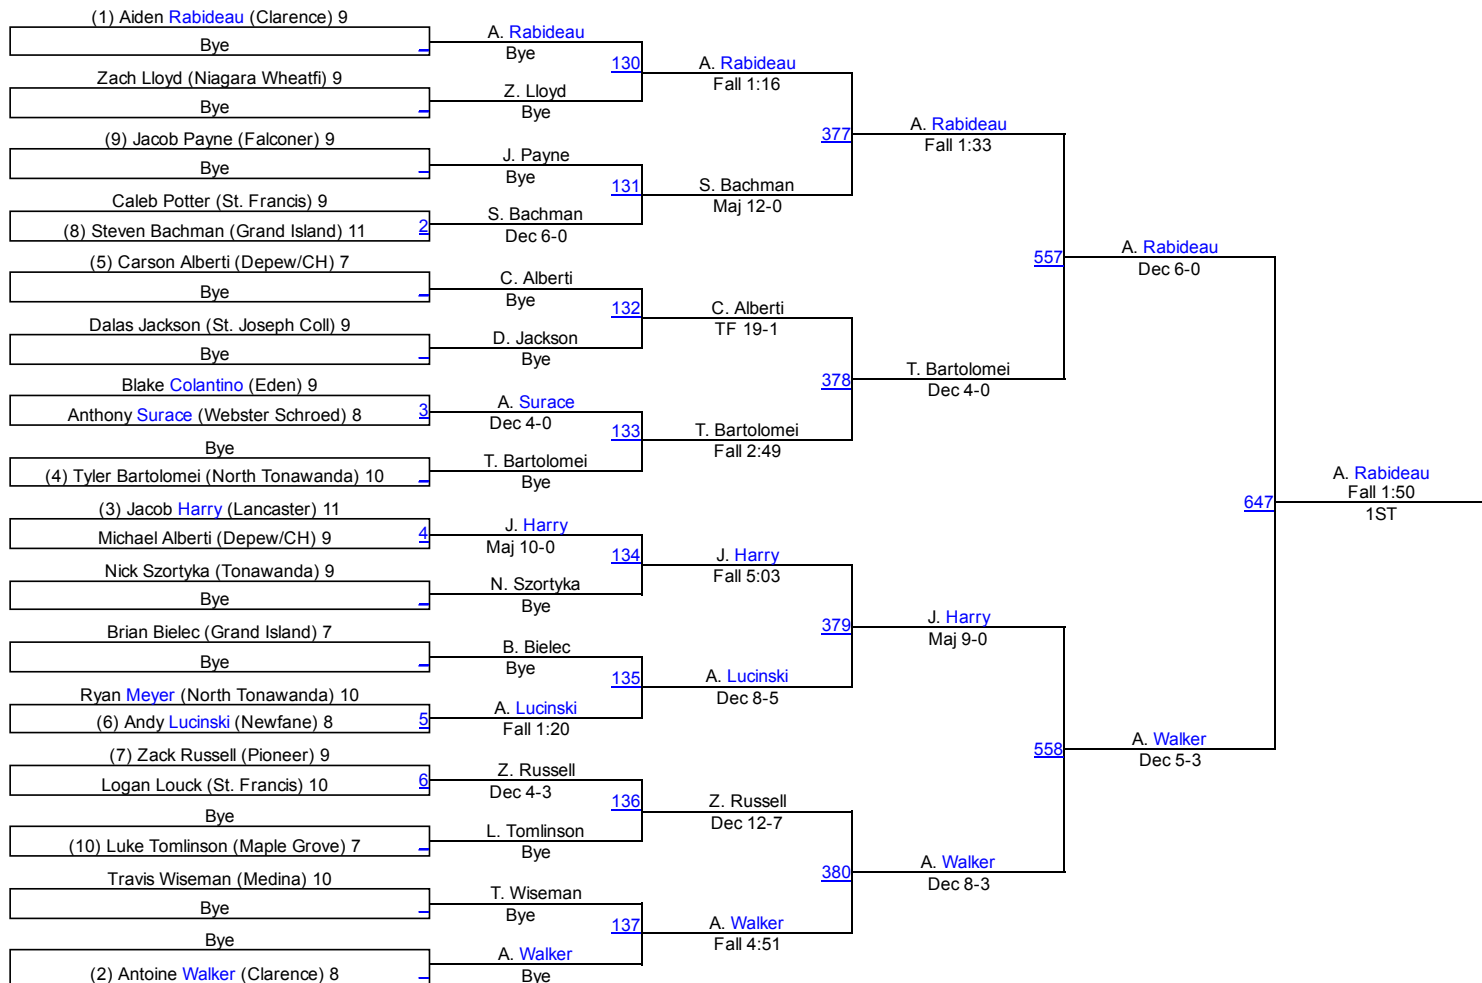 (1) Aiden Rabideau (Clarence) 9
Bye
Zach Lloyd (Niagara Wheatfi) 9
Bye
(9) Jacob Payne (Falconer) 9
Bye
Caleb Potter (St. Francis) 9
(8) Steven Bachman (Grand Island) 11
2
(5) Carson Alberti (Depew/CH) 7
Bye
Dalas Jackson (St. Joseph Coll) 9
Bye
Blake Colantino (Eden) 9
Anthony Surace (Webster Schroed) 8
3
Bye
(4) Tyler Bartolomei (North Tonawanda) 10
(3) Jacob Harry (Lancaster) 11
Michael Alberti (Depew/CH) 9
4
Nick Szortyka (Tonawanda) 9
Bye
Brian Bielec (Grand Island) 7
Bye
Ryan Meyer (North Tonawanda) 10
(6) Andy Lucinski (Newfane) 8
5
(7) Zack Russell (Pioneer) 9
Logan Louck (St. Francis) 10
6
Bye
(10) Luke Tomlinson (Maple Grove) 7
Travis Wiseman (Medina) 10
Bye
Bye
(2) Antoine Walker (Clarence) 8
A. Rabideau
Bye
130
Z. Lloyd
Bye
J. Payne
Bye
131
S. Bachman
Dec 6-0
C. Alberti
Bye
132
D. Jackson
Bye
A. Surace
Dec 4-0
133
T. Bartolomei
Bye
J. Harry
Maj 10-0
134
N. Szortyka
Bye
B. Bielec
Bye
135
A. Lucinski
Fall 1:20
Z. Russell
Dec 4-3
136
L. Tomlinson
Bye
T. Wiseman
Bye
137
A. Walker
Bye
A. Rabideau
Fall 1:16
377
S. Bachman
Maj 12-0
C. Alberti
TF 19-1
378
T. Bartolomei
Fall 2:49
J. Harry
Fall 5:03
379
A. Lucinski
Dec 8-5
Z. Russell
Dec 12-7
380
A. Walker
Fall 4:51
A. Rabideau
Fall 1:33
557
T. Bartolomei
Dec 4-0
J. Harry
Maj 9-0
558
A. Walker
Dec 8-3
A. Rabideau
Dec 6-0
647
A. Walker
Dec 5-3
A. Rabideau
Fall 1:50
1ST